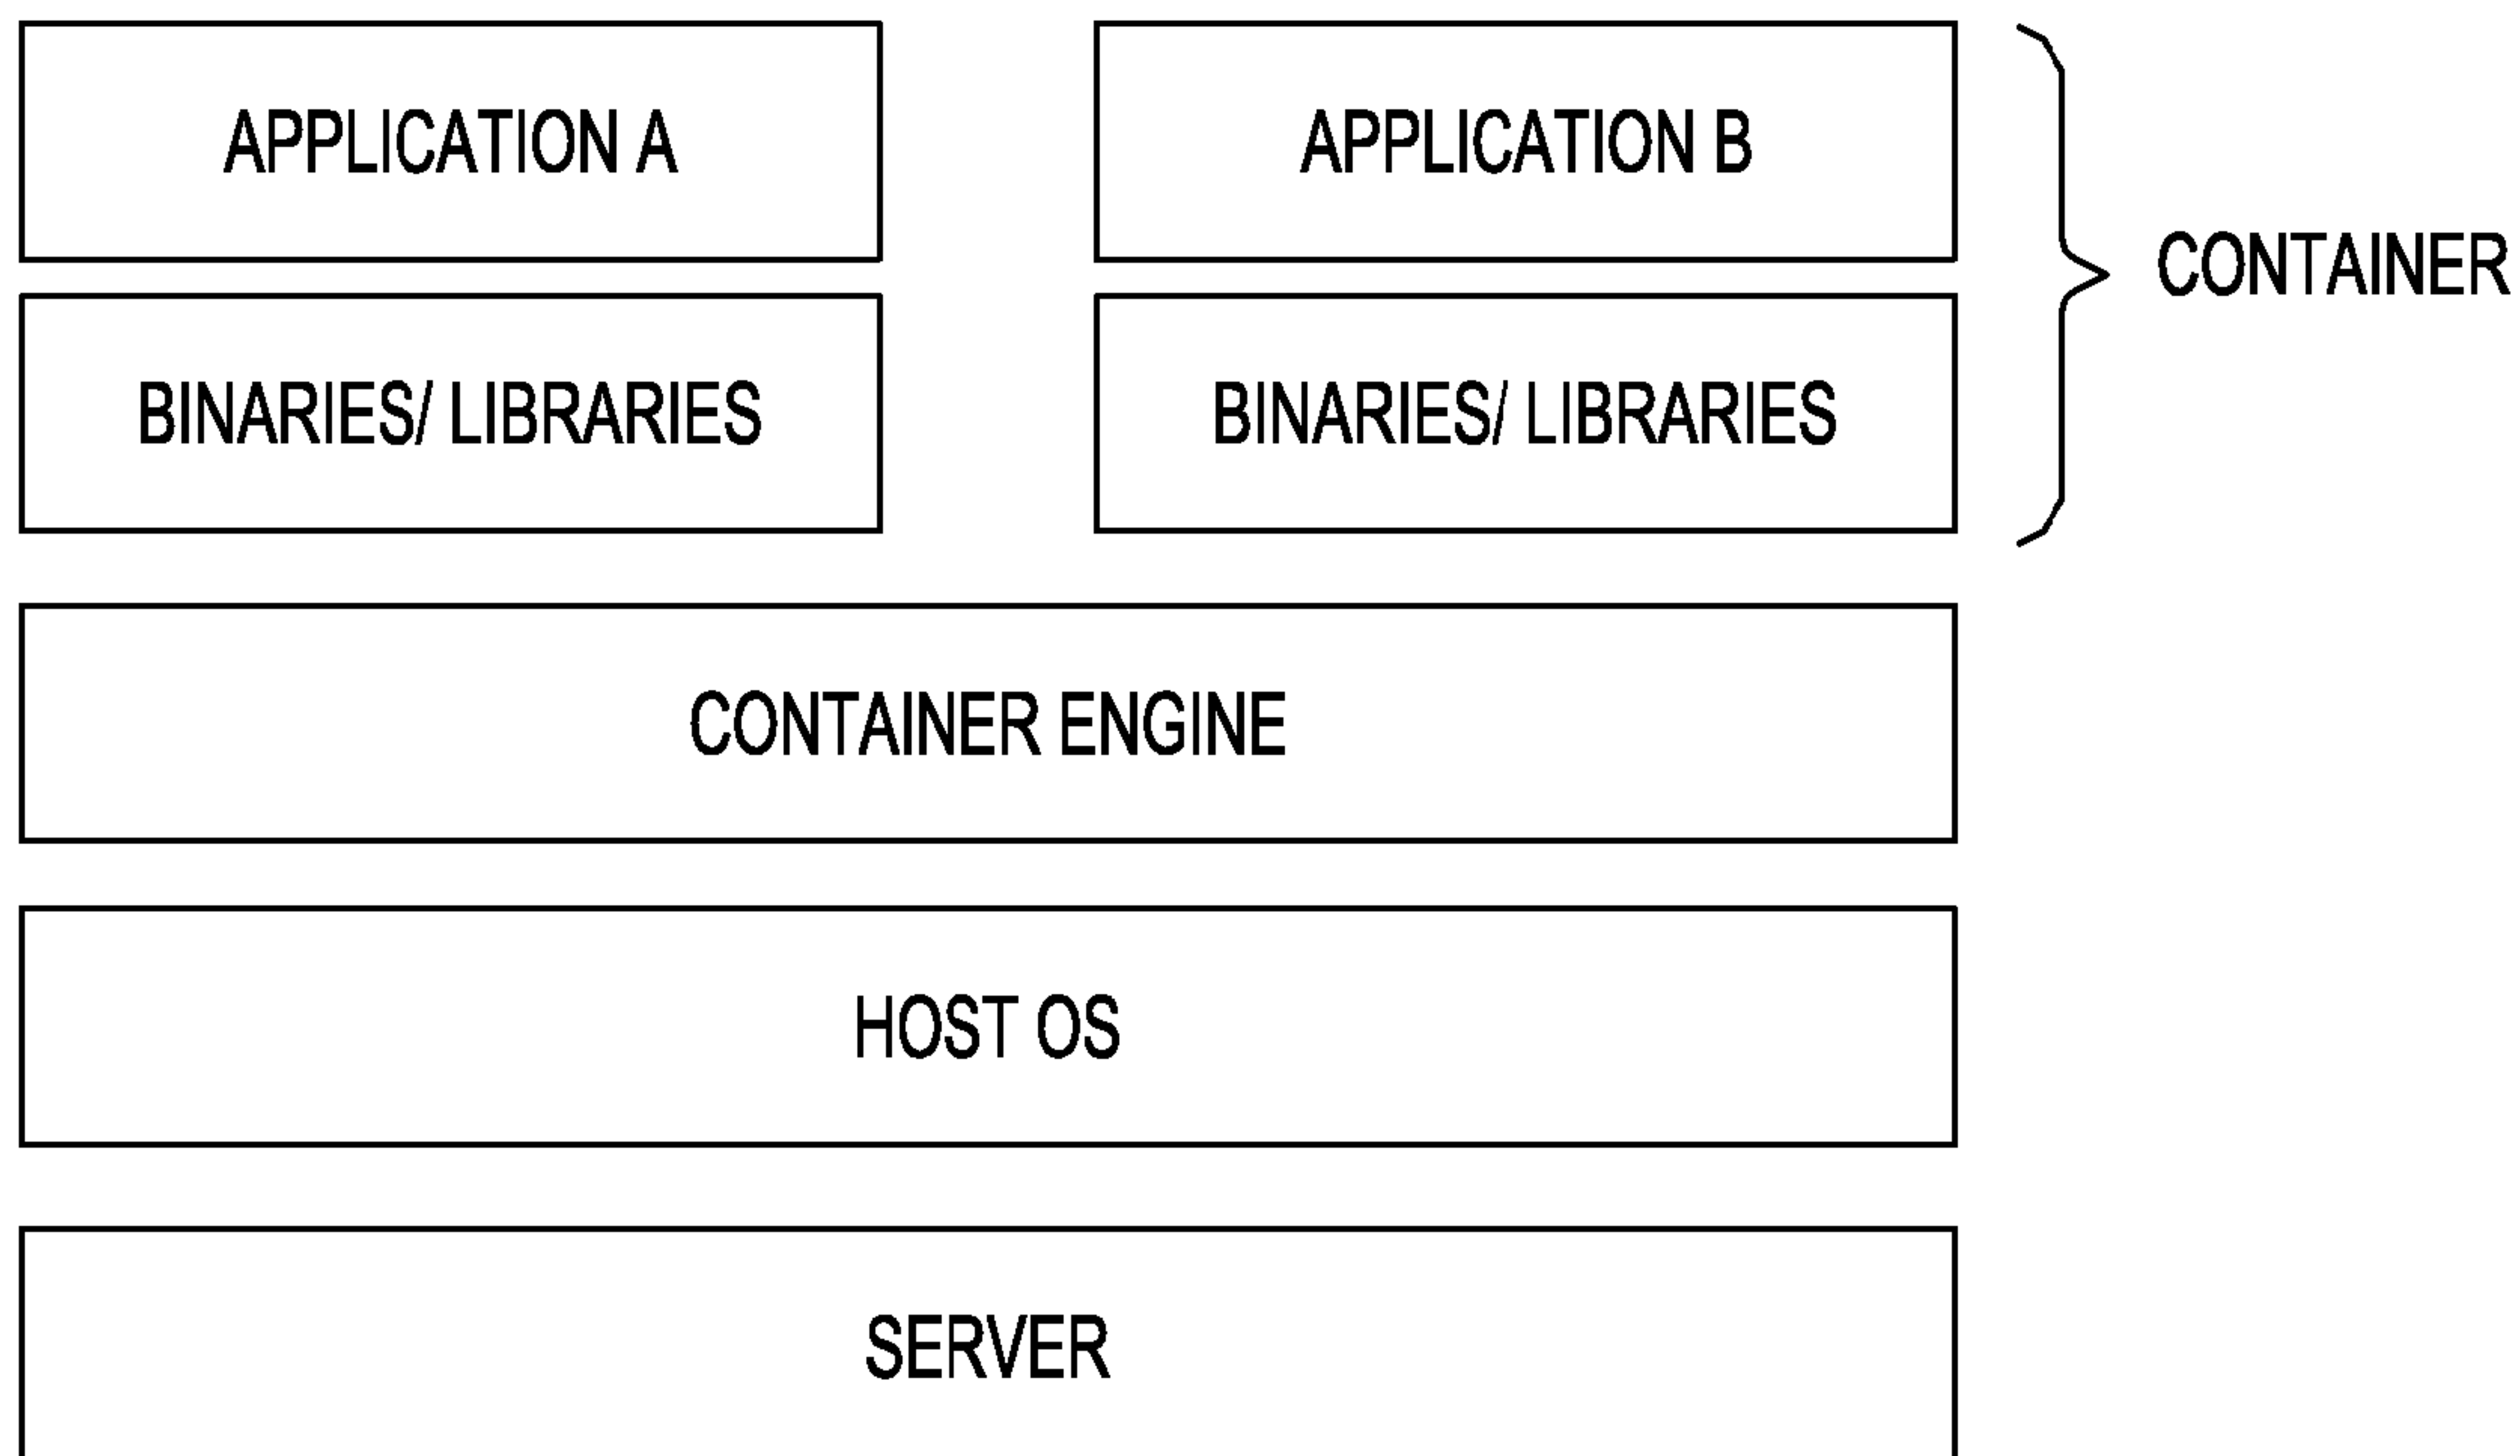 APPLICATION A
APPLICATION B
CONTAINER
BINARIES/ LIBRARIES
BINARIES/ LIBRARIES
CONTAINER ENGINE
HOST OS
SERVER